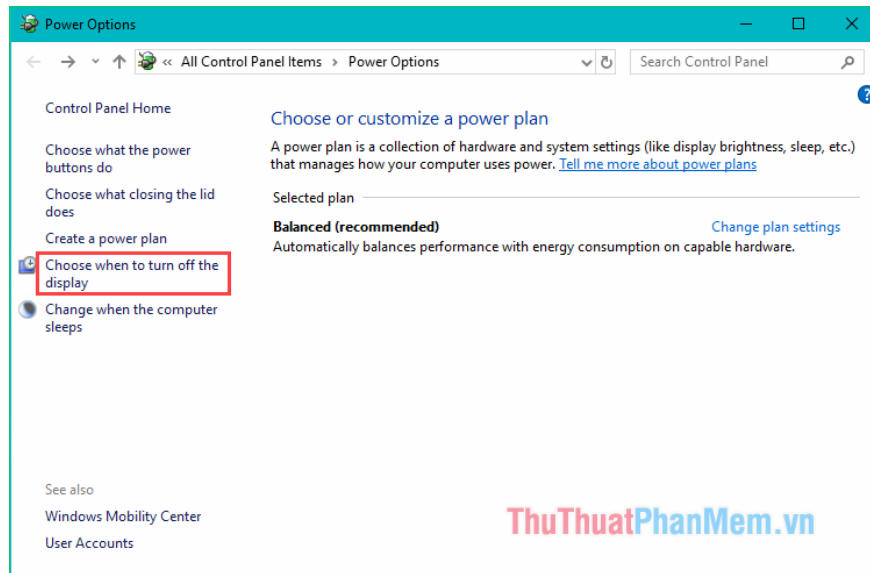 Power Options
« All Control Panel Items › Power Options
Search Control Panel
?
Control Panel Home
Choose what the power
buttons do
Choose what closing the lid
does
Create a power plan
Choose when to turn off the
display
Change when the computer
sleeps
Choose or customize a power plan
A power plan is a collection of hardware and system settings (like display brightness, sleep, etc.)
that manages how your computer uses power. Tell me more about power plans
Selected plan
Balanced (recommended)
Change plan settings
Automatically balances performance with energy consumption on capable hardware.
See also
Windows Mobility Center
User Accounts
ThuThuatPhanMem.vn